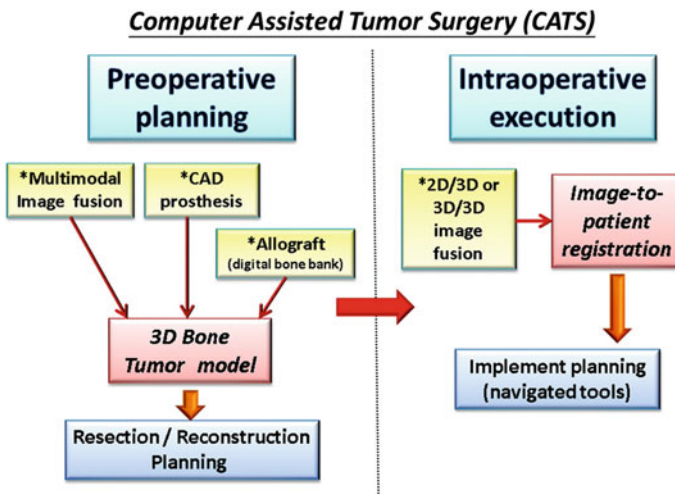 Computer Assisted Tumor Surgery (CATS)
Preoperative
planning
*Multimodal
Image fusion
*CAD
prosthesis
*Allograft
(digital bone bank)
3D Bone
Tumor model
Resection / Reconstruction
Planning
Intraoperative
execution
*2D/3D or
3D/3D
image
fusion
Image-to-
patient
registration
Implement planning
(navigated tools)